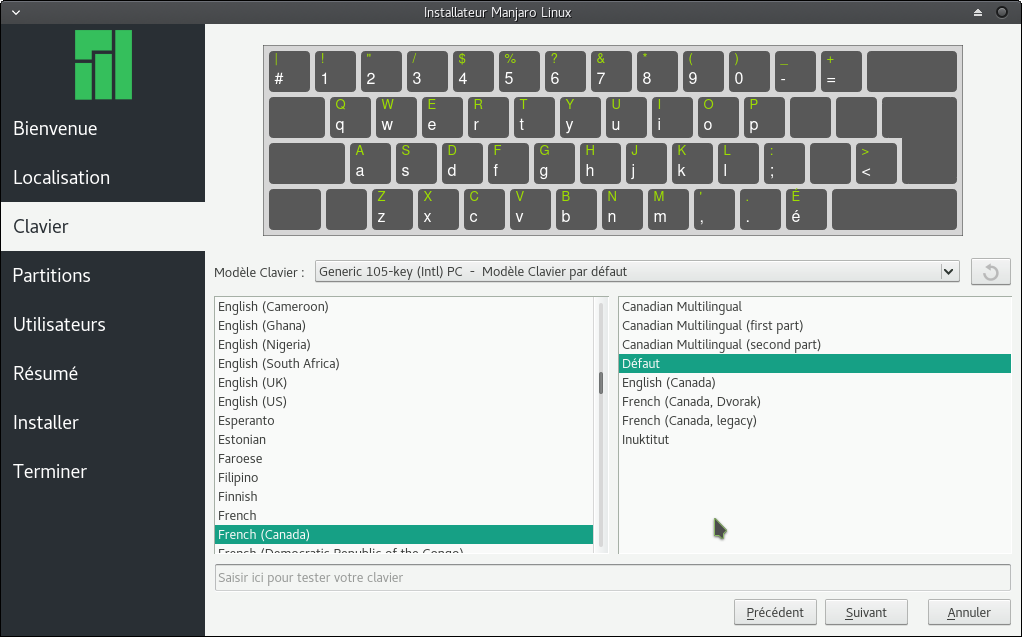 Installateur Manjaro Linux
Bienvenue
Localisation
Clavier
Partitions
Utilisateurs
Résumé
Installer
Terminer
| ! " / $ % ? & * ( ) _ +
# 1 2 3 4 5 6 7 8 9 0 - =
Q W E R T Y U I O P
q w e r t y u i o p
A S D F G H J K L : >
a s d f g h j k l ; <
Z X C V B N M ' . É
z x c v b n m , . é
Modèle Clavier : Generic 105-key (Intl) PC - Modèle Clavier par défaut
English (Cameroon)
English (Ghana)
English (Nigeria)
English (South Africa)
English (UK)
English (US)
Esperanto
Estonian
Faroese
Filipino
Finnish
French
French (Canada)
French (Democratic Republic of the Congo)
Canadian Multilingual
Canadian Multilingual (first part)
Canadian Multilingual (second part)
Défaut
English (Canada)
French (Canada, Dvorak)
French (Canada, legacy)
Inuktitut
Saisir ici pour tester votre clavier
Précédent
Suivant
Annuler